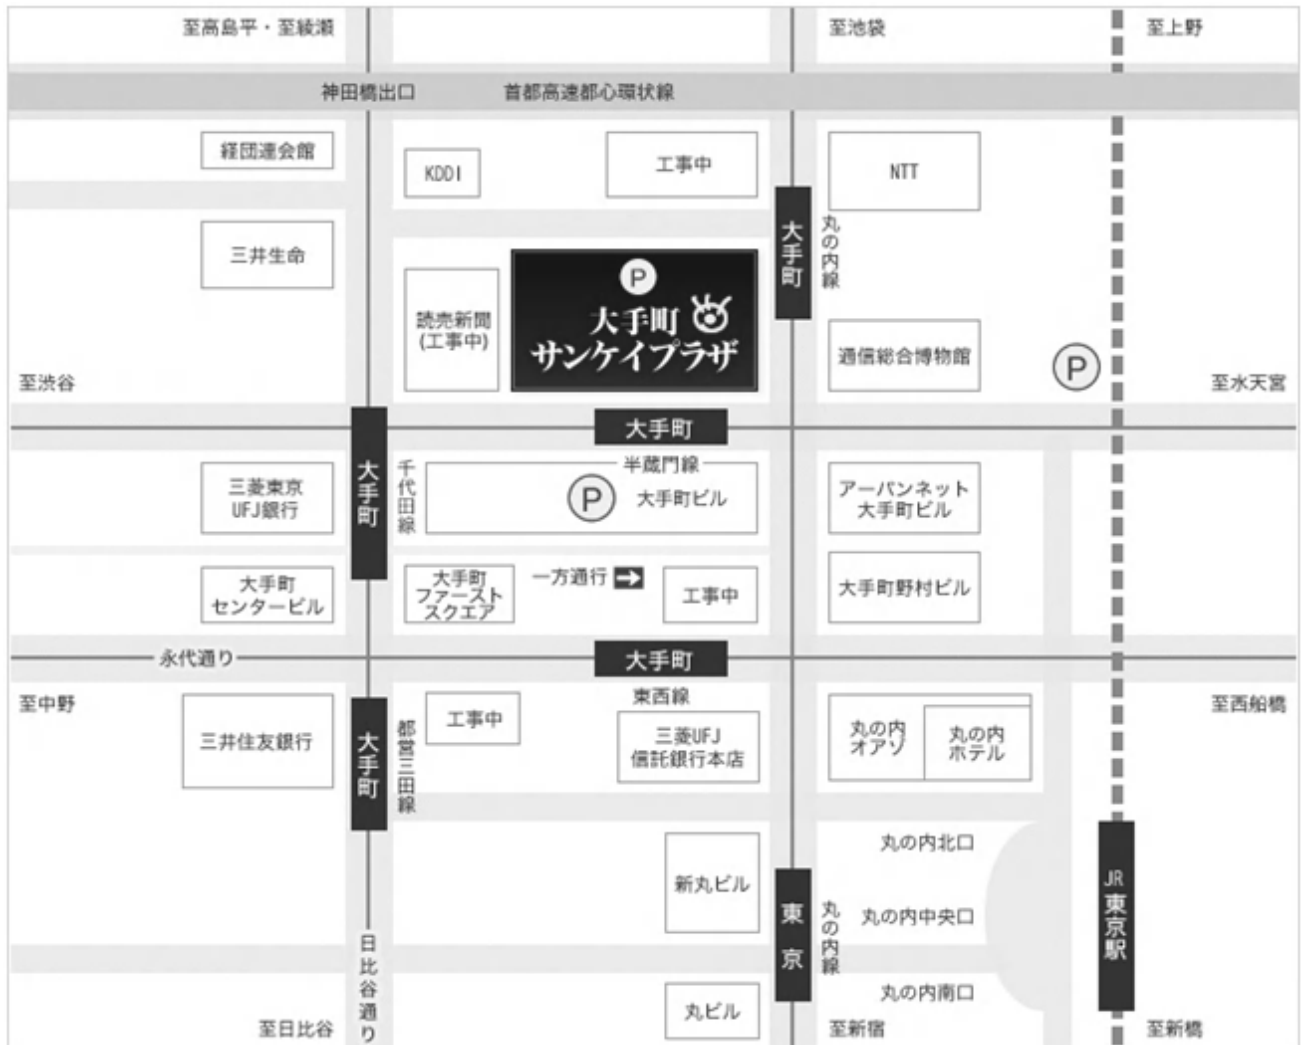 至高島平・至綾瀬
至池袋
至上野
神田橋出口
首都高速都心環状線
経団連会館
KDDI
工事中
NTT
大手町
丸の内線
三井生命
読売新聞
(工事中)
P
大手町
サンケイプラザ
通信総合博物館
P
至渋谷
至水天宮
大手町
半蔵門線
大手町
千代田線
三菱東京
UFJ銀行
P
大手町ビル
アーバンネット
大手町ビル
大手町
センタービル
大手町
ファースト
スクエア
一方通行
工事中
大手町野村ビル
永代通り
大手町
東西線
至中野
至西船橋
三井住友銀行
大手町
都営三田線
工事中
三菱UFJ
信託銀行本店
丸の内
オアゾ
丸の内
ホテル
新丸ビル
丸の内北口
丸の内中央口
丸の内南口
東京
丸の内線
JR東京駅
日比谷通り
丸ビル
至日比谷
至新宿
至新橋